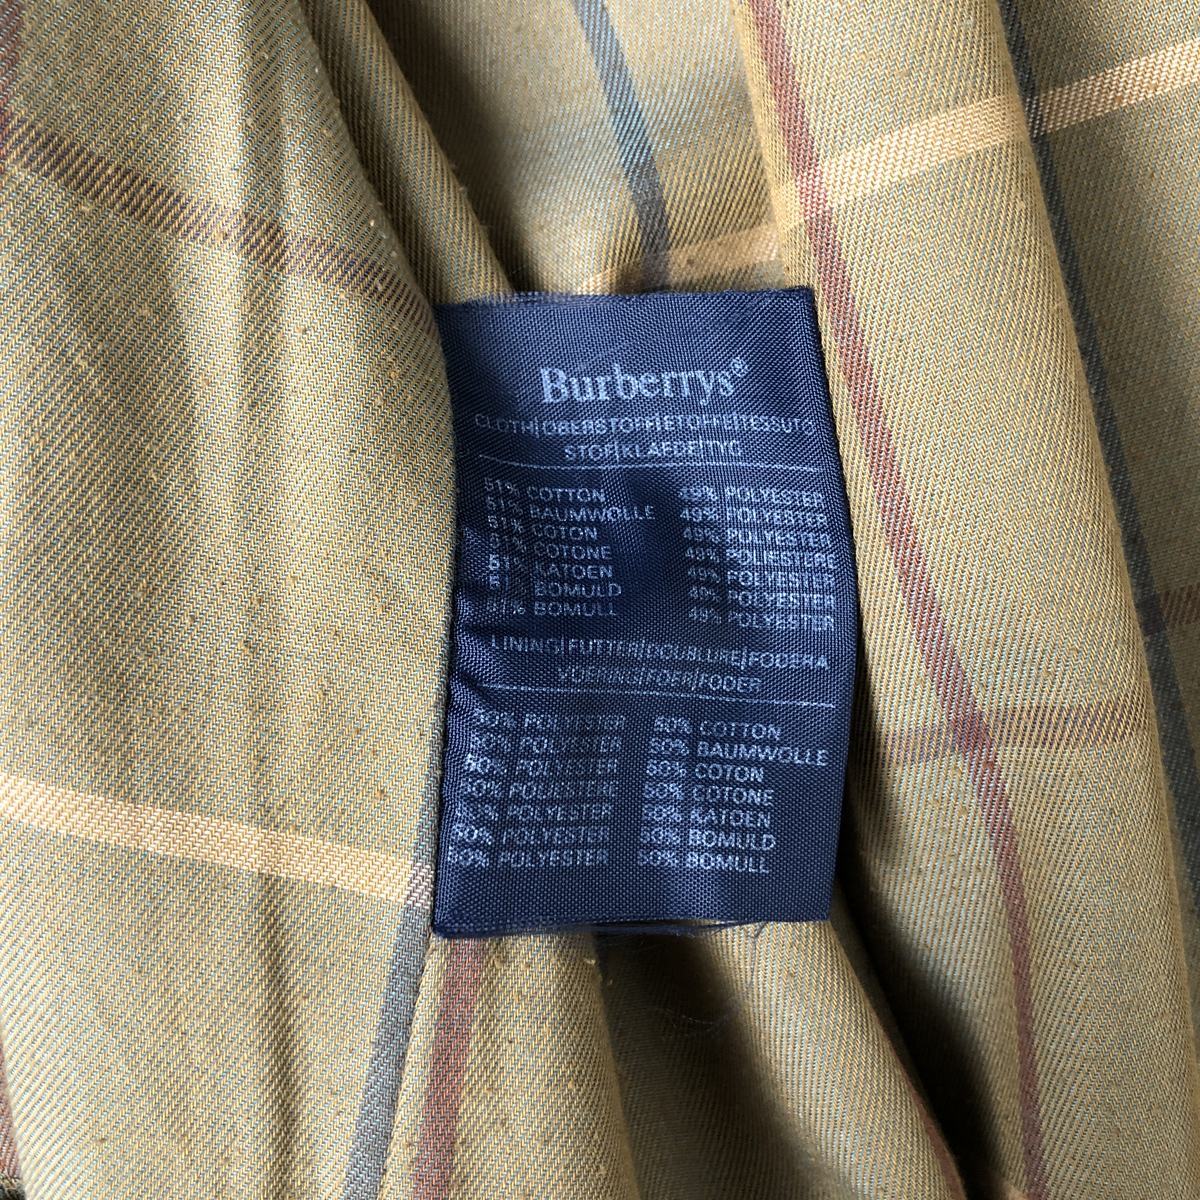 Burberrys®
CLOTH|OBERSTOFF|ETOFFE|TESSUTO
STOF|KLAEDE|TYG
51% COTTON 49% POLYESTER
51% BAUMWOLLE 49% POLYESTER
51% COTON 49% POLYESTER
51% COTONE 49% POLIESTERE
51% KATOEN 49% POLYESTER
51% BOMULD 49% POLYESTER
51% BOMULL 49% POLYESTER
LINING|FUTTER|DOUBLURE|FODERA
VOERING|FOER|FODER
50% POLYESTER 50% COTTON
50% POLYESTER 50% BAUMWOLLE
50% POLYESTER 50% COTON
50% POLIESTERE 50% COTONE
50% POLYESTER 50% KATOEN
50% POLYESTER 50% BOMULD
50% POLYESTER 50% BOMULL